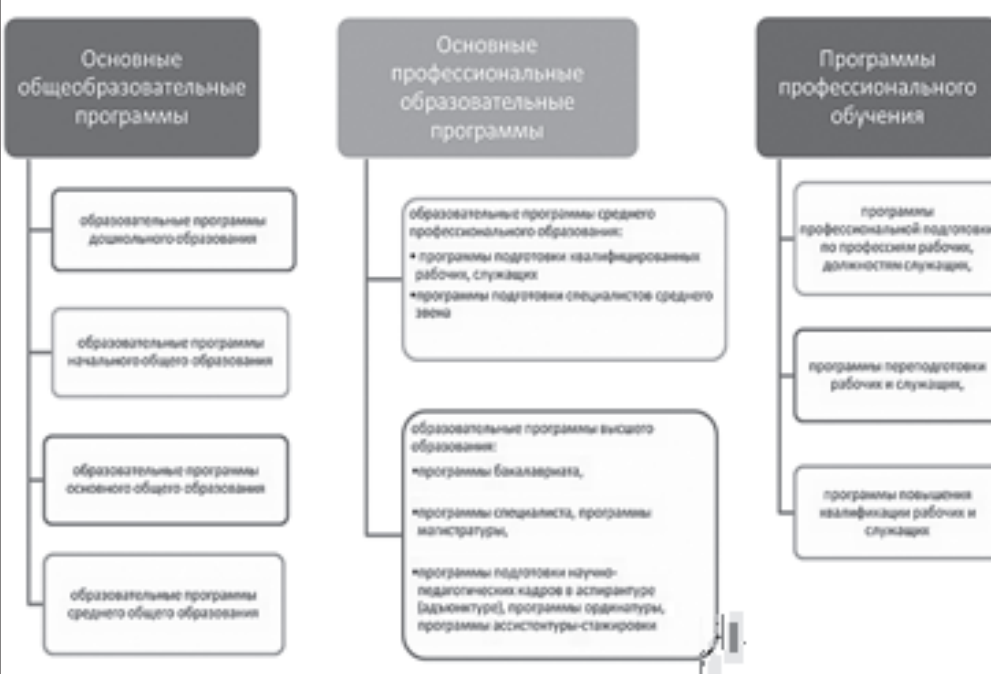 Основные
общеобразовательные
программы
образовательные программы
дошкольного образования
образовательные программы
начального общего образования
образовательные программы
основного общего образования
образовательные программы
среднего общего образования
Основные
профессиональные
образовательные
программы
образовательные программы среднего
профессионального образования:
• программы подготовки квалифицированных
рабочих, служащих
•программы подготовки специалистов среднего
звена
образовательные программы высшего
образования:
•программы бакалавриата,
•программы специалиста, программы
магистратуры,
•программы подготовки научно-
педагогических кадров в аспирантуре
(адъюнктуре), программы ординатуры,
программы ассистентуры-стажировки
Программы
профессионального
обучения
программы
профессиональной подготовки
по профессиям рабочих,
должностям служащих,
программы переподготовки
рабочих и служащих,
программы повышения
квалификации рабочих и
служащих